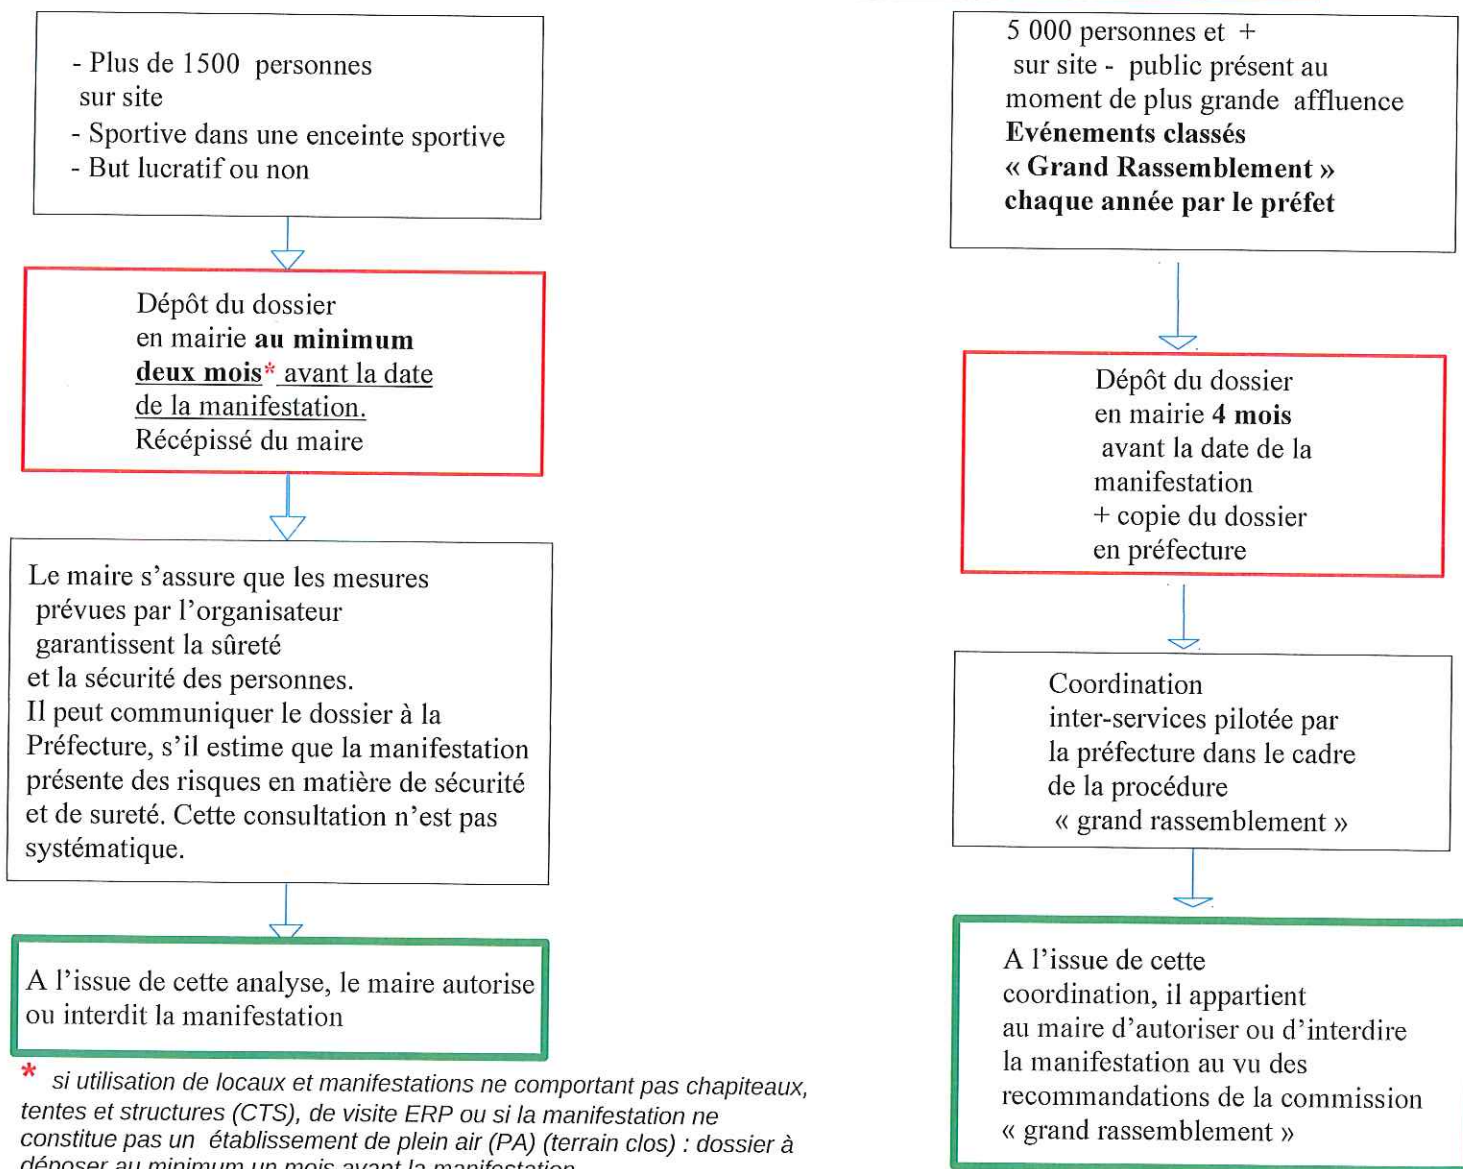 - Plus de 1500 personnes
sur site
- Sportive dans une enceinte sportive
- But lucratif ou non
Dépôt du dossier
en mairie au minimum
deux mois* avant la date
de la manifestation.
Récépissé du maire
Le maire s'assure que les mesures
prévues par l'organisateur
garantissent la sûreté
et la sécurité des personnes.
Il peut communiquer le dossier à la
Préfecture, s'il estime que la manifestation
présente des risques en matière de sécurité
et de sureté. Cette consultation n'est pas
systématique.
A l'issue de cette analyse, le maire autorise
ou interdit la manifestation
* si utilisation de locaux et manifestations ne comportant pas chapiteaux,
tentes et structures (CTS), de visite ERP ou si la manifestation ne
constitue pas un établissement de plein air (PA) (terrain clos) : dossier à
déposer au minimum un mois avant la manifestation
5 000 personnes et +
sur site - public présent au
moment de plus grande affluence
Evénements classés
« Grand Rassemblement »
chaque année par le préfet
Dépôt du dossier
en mairie 4 mois
avant la date de la
manifestation
+ copie du dossier
en préfecture
Coordination
inter-services pilotée par
la préfecture dans le cadre
de la procédure
« grand rassemblement »
A l'issue de cette
coordination, il appartient
au maire d'autoriser ou d'interdire
la manifestation au vu des
recommandations de la commission
« grand rassemblement »